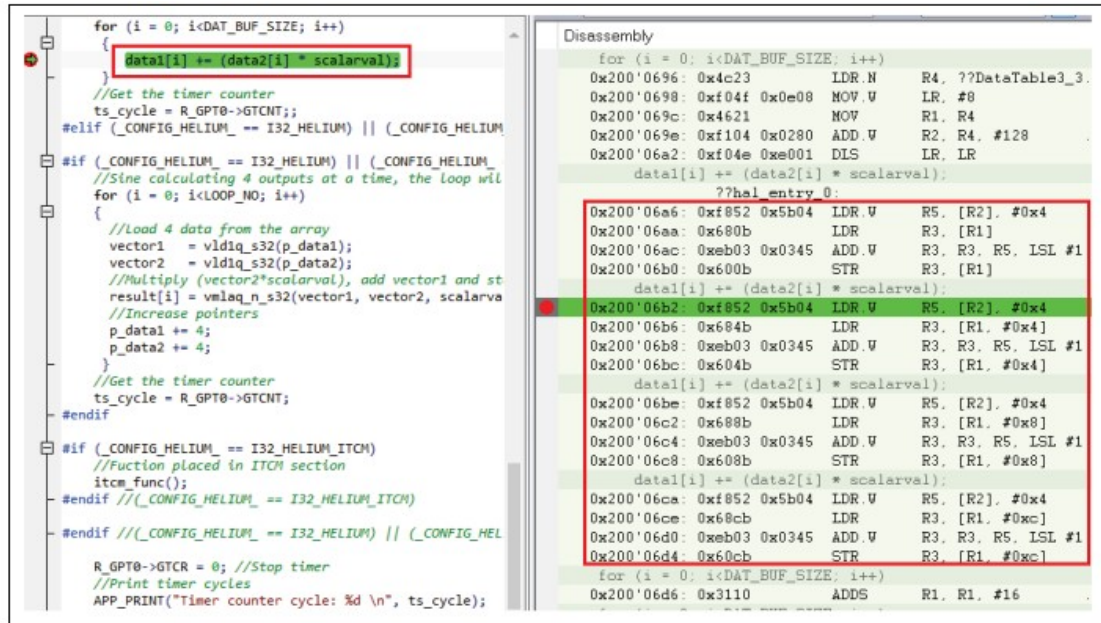 for (i = 0; i<DAT_BUF_SIZE; i++)
{
data1[i] += (data2[i] * scalarval);
}
//Get the timer counter
ts_cycle = R_GPT0->GTCNT;;
#elif (_CONFIG_HELIUM_ == I32_HELIUM) || (_CONFIG_HELIUM
#if (_CONFIG_HELIUM_ == I32_HELIUM) || (_CONFIG_HELIUM_
//Sine calculating 4 outputs at a time, the loop wil
for (i = 0; i<LOOP_NO; i++)
{
//Load 4 data from the array
vector1 = vld1q_s32(p_data1);
vector2 = vld1q_s32(p_data2);
//Multiply (vector2*scalarval), add vector1 and st
result[i] = vmlaq_n_s32(vector1, vector2, scalarva
//Increase pointers
p_data1 += 4;
p_data2 += 4;
}
//Get the timer counter
ts_cycle = R_GPT0->GTCNT;
#endif
#if (_CONFIG_HELIUM_ == I32_HELIUM_ITCM)
//Fuction placed in ITCM section
itcm_func();
#endif //(_CONFIG_HELIUM_ == I32_HELIUM_ITCM)
#endif //(_CONFIG_HELIUM_ == I32_HELIUM) || (_CONFIG_HEL
R_GPT0->GTCR = 0; //Stop timer
//Print timer cycles
APP_PRINT("Timer counter cycle: %d \n", ts_cycle);
Disassembly
for (i = 0; i<DAT_BUF_SIZE; i++)
0x200'0696: 0x4c23 LDR.N R4, ??DataTable3_3
0x200'0698: 0xf04f 0x0e08 MOV.W LR, #8
0x200'069c: 0x4621 MOV R1, R4
0x200'069e: 0xf104 0x0280 ADD.W R2, R4, #128
0x200'06a2: 0xf04e 0xe001 DLS LR, LR
data1[i] += (data2[i] * scalarval);
??hal_entry_0:
0x200'06a6: 0xf852 0x5b04 LDR.W R5, [R2], #0x4
0x200'06aa: 0x680b LDR R3, [R1]
0x200'06ac: 0xeb03 0x0345 ADD.W R3, R3, R5, LSL #1
0x200'06b0: 0x600b STR R3, [R1]
data1[i] += (data2[i] * scalarval);
0x200'06b2: 0xf852 0x5b04 LDR.W R5, [R2], #0x4
0x200'06b6: 0x684b LDR R3, [R1, #0x4]
0x200'06b8: 0xeb03 0x0345 ADD.W R3, R3, R5, LSL #1
0x200'06bc: 0x604b STR R3, [R1, #0x4]
data1[i] += (data2[i] * scalarval);
0x200'06be: 0xf852 0x5b04 LDR.W R5, [R2], #0x4
0x200'06c2: 0x688b LDR R3, [R1, #0x8]
0x200'06c4: 0xeb03 0x0345 ADD.W R3, R3, R5, LSL #1
0x200'06c8: 0x608b STR R3, [R1, #0x8]
data1[i] += (data2[i] * scalarval);
0x200'06ca: 0xf852 0x5b04 LDR.W R5, [R2], #0x4
0x200'06ce: 0x68cb LDR R3, [R1, #0xc]
0x200'06d0: 0xeb03 0x0345 ADD.W R3, R3, R5, LSL #1
0x200'06d4: 0x60cb STR R3, [R1, #0xc]
for (i = 0; i<DAT_BUF_SIZE; i++)
0x200'06d6: 0x3110 ADDS R1, R1, #16